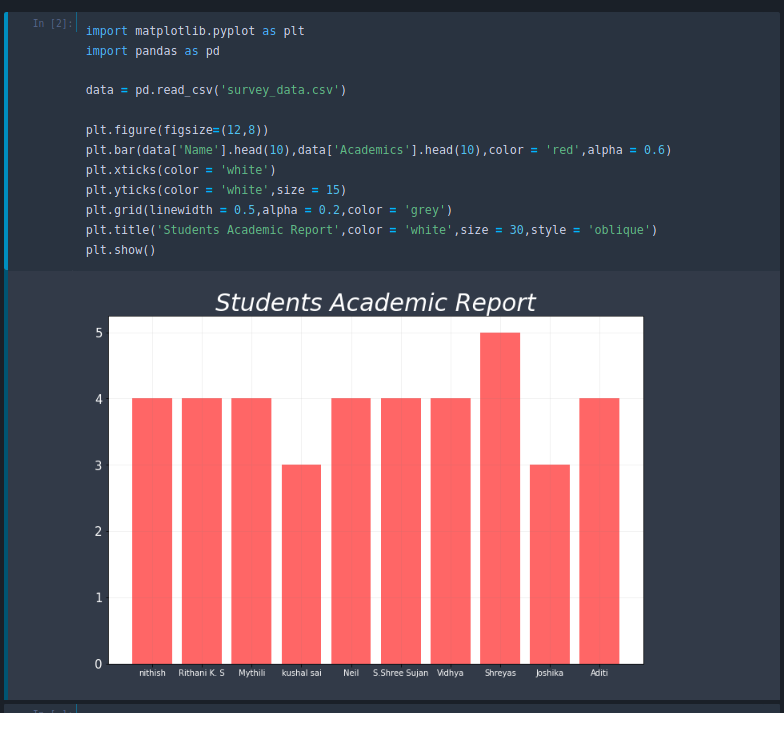 In [2]:
import matplotlib.pyplot as plt
import pandas as pd
data = pd.read_csv('survey_data.csv')
plt.figure(figsize=(12,8))
plt.bar(data['Name'].head(10),data['Academics'].head(10),color = 'red',alpha = 0.6)
plt.xticks(color = 'white')
plt.yticks(color = 'white',size = 15)
plt.grid(linewidth = 0.5,alpha = 0.2,color = 'grey')
plt.title('Students Academic Report',color = 'white',size = 30,style = 'oblique')
plt.show()
Students Academic Report
5
4
3
2
1
0
nithish Rithani K. S Mythili kushal sai Neil S.Shree Sujan Vidhya Shreyas Joshika Aditi